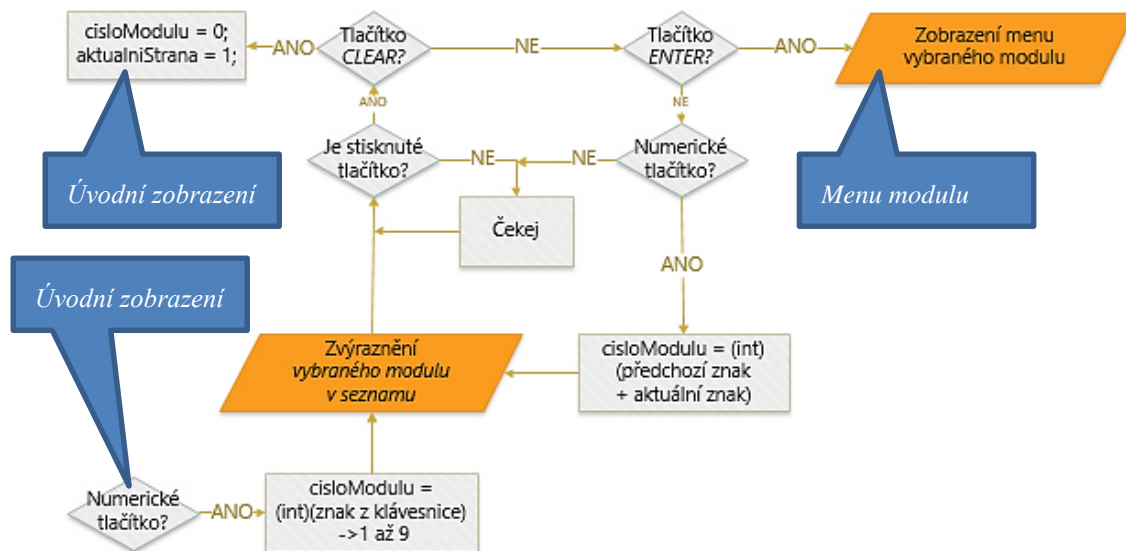 cisloModulu = 0;
aktualniStrana = 1;
ANO
Tlačítko
CLEAR?
NE
Tlačítko
ENTER?
ANO
Zobrazení menu
vybraného modulu
ANO
NE
Úvodní zobrazení
Je stisknuté
tlačítko?
NE
NE
Numerické
tlačítko?
Menu modulu
Čekej
ANO
Úvodní zobrazení
Zvýraznění
vybraného modulu
v seznamu
cisloModulu = (int)
(předchozí znak
+ aktuální znak)
Numerické
tlačítko?
ANO
cisloModulu =
(int)(znak z klávesnice)
->1 až 9